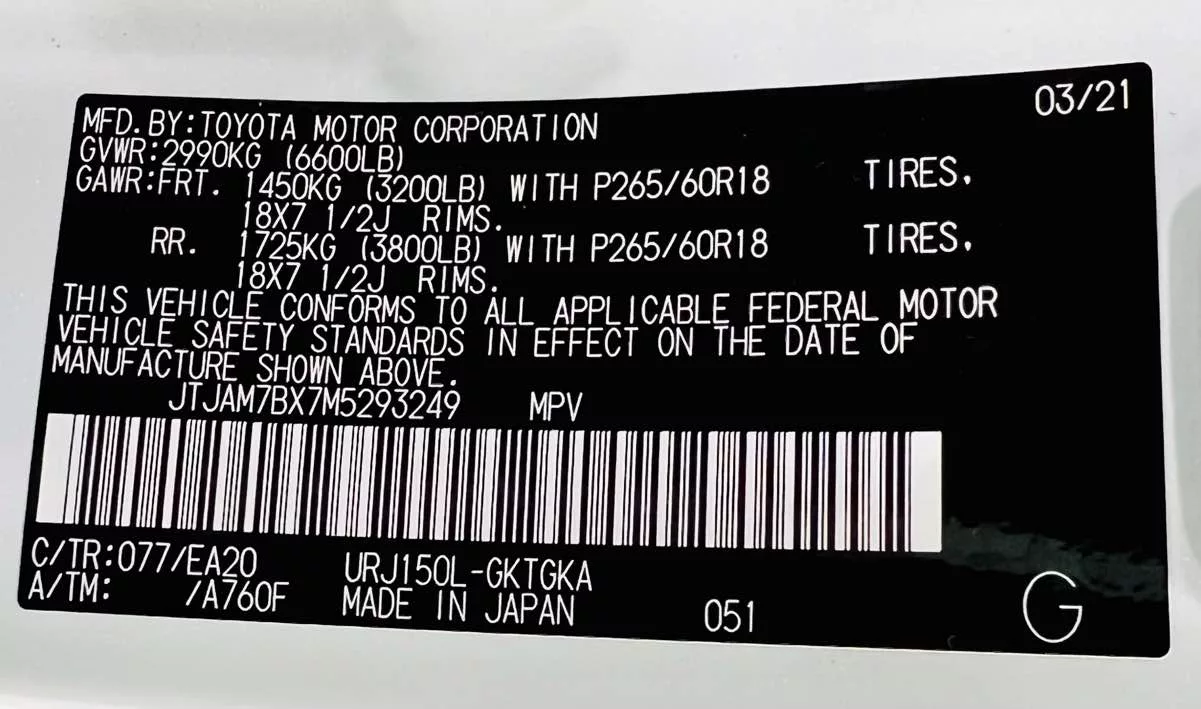 03/21
MFD.BY:TOYOTA MOTOR CORPORATION
GVWR:2990KG (6600LB)
GAWR:FRT. 1450KG (3200LB) WITH P265/60R18 TIRES,
18X7 1/2J RIMS.
RR. 1725KG (3800LB) WITH P265/60R18 TIRES,
18X7 1/2J RIMS.
THIS VEHICLE CONFORMS TO ALL APPLICABLE FEDERAL MOTOR
VEHICLE SAFETY STANDARDS IN EFFECT ON THE DATE OF
MANUFACTURE SHOWN ABOVE.
JTJAM7BX7M5293249 MPV
C/TR:077/EA20 URJ150L-GKTGKA
A/TM: /A760F MADE IN JAPAN 051 G